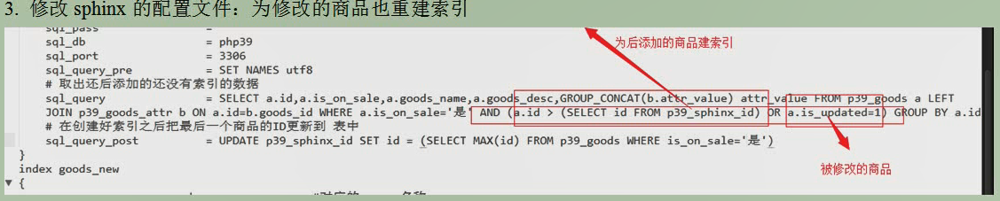 3. 修改 sphinx 的配置文件：为修改的商品也重建索引
sql_pass =
sql_db = php39
为后添加的商品建索引
sql_port = 3306
sql_query_pre = SET NAMES utf8
# 取出还后添加的还没有索引的数据
sql_query = SELECT a.id,a.is_on_sale,a.goods_name,a.goods_desc,GROUP_CONCAT(b.attr_value) attr_value FROM p39_goods a LEFT
JOIN p39_goods_attr b ON a.id=b.goods_id WHERE a.is_on_sale='是' AND (a.id > (SELECT id FROM p39_sphinx_id) OR a.is_updated=1) GROUP BY a.id
# 在创建好索引之后把最后一个商品的ID更新到 表中
sql_query_post = UPDATE p39_sphinx_id SET id = (SELECT MAX(id) FROM p39_goods WHERE is_on_sale='是')
}
被修改的商品
index goods_new
{